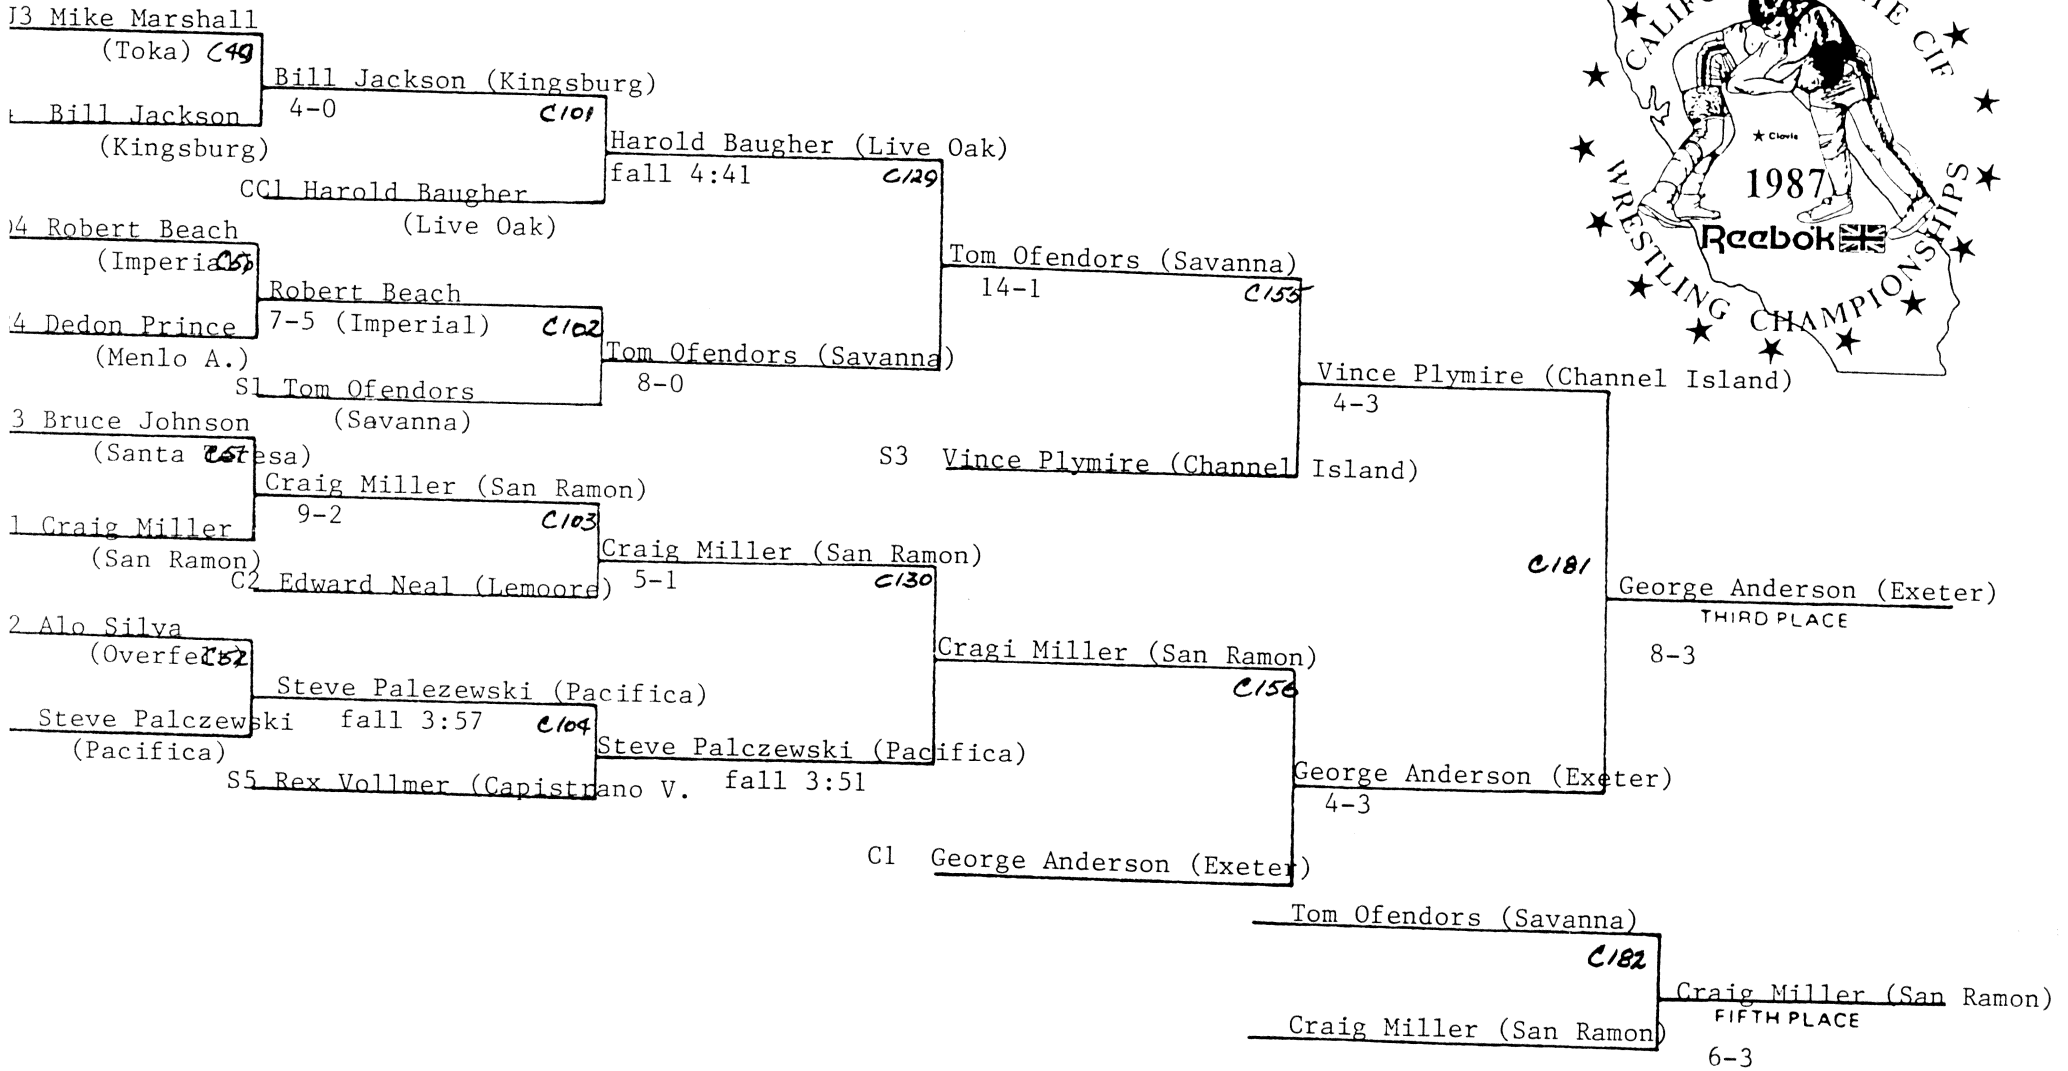 J3 Mike Marshall
(Toka) C49
Bill Jackson (Kingsburg)
4-0 C101
Bill Jackson
(Kingsburg)
Harold Baugher (Live Oak)
fall 4:41 C129
CC1 Harold Baugher
(Live Oak)
4 Robert Beach
(Imperia C50
Tom Ofendors (Savanna)
14-1 C155
Robert Beach
7-5 (Imperial) C102
4 Dedon Prince
(Menlo A.)
Tom Ofendors (Savanna)
8-0
S1 Tom Ofendors
(Savanna)
Vince Plymire (Channel Island)
4-3
3 Bruce Johnson
(Santa esa) C51
S3 Vince Plymire (Channel Island)
Craig Miller (San Ramon)
9-2 C103
1 Craig Miller
(San Ramon)
Craig Miller (San Ramon)
5-1 C130
C2 Edward Neal (Lemoore)
C181
George Anderson (Exeter)
THIRD PLACE
8-3
2 Alo Silva
(Overfe C52
Cragi Miller (San Ramon)
C156
Steve Palezewski (Pacifica)
fall 3:57 C104
Steve Palczewski
(Pacifica)
Steve Palczewski (Pacifica)
fall 3:51
S5 Rex Vollmer (Capistrano V.
George Anderson (Exeter)
4-3
C1 George Anderson (Exeter)
Tom Ofendors (Savanna)
C182
Craig Miller (San Ramon)
FIFTH PLACE
6-3
Craig Miller (San Ramon)
CIF
Clovis
1987
Reebok
WRESTLING CHAMPIONSHIPS